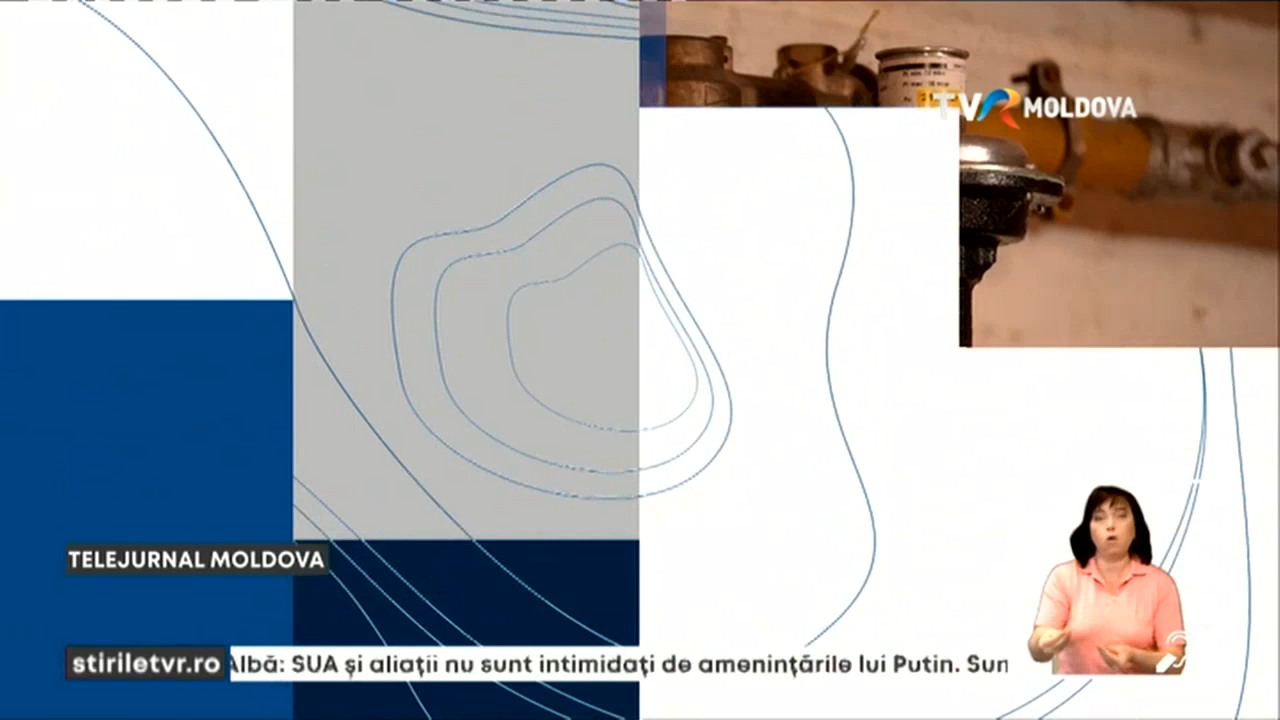 TVR MOLDOVA
TELEJURNAL MOLDOVA
stiriletvr.ro
Albă: SUA și aliații nu sunt intimidați de amenințările lui Putin. Sun